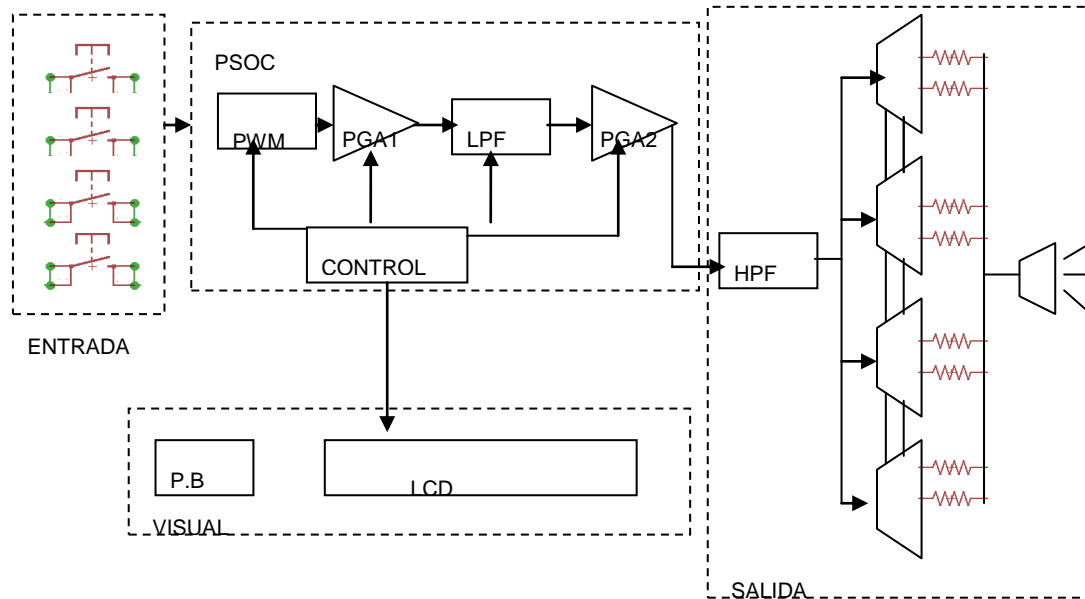 PSOC
PWM
PGA1
LPF
PGA2
CONTROL
HPF
ENTRADA
P.B
LCD
VISUAL
SALIDA